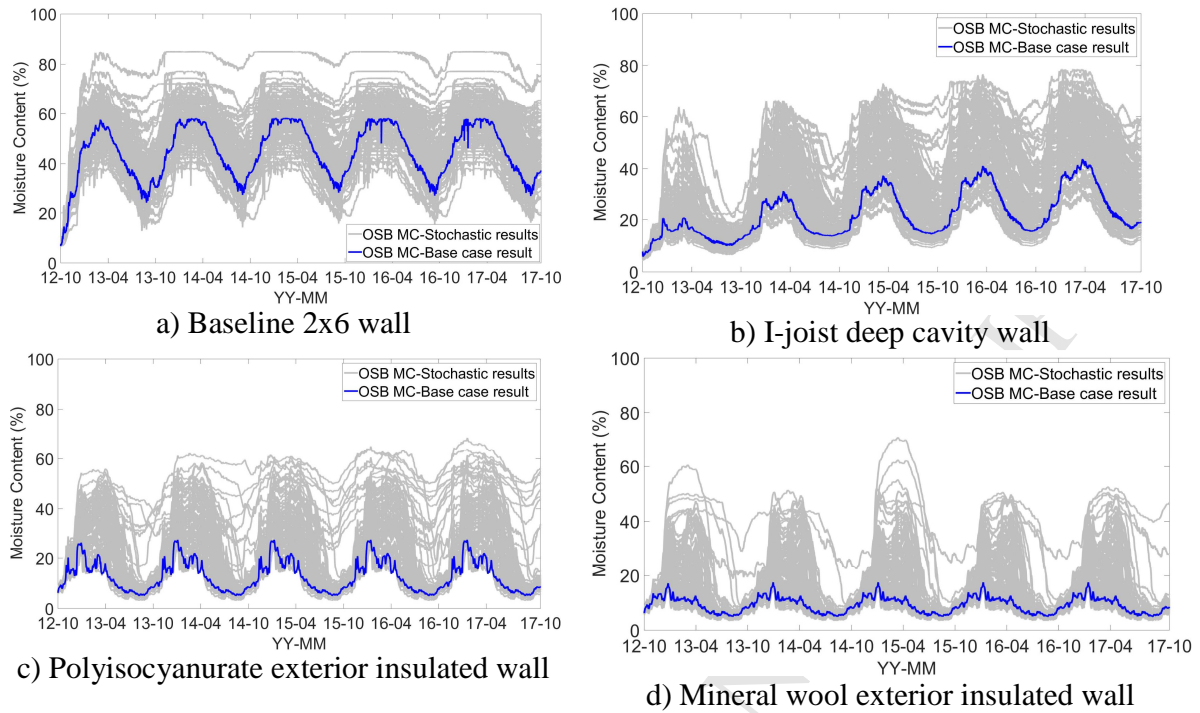 100
80
60
40
20
0
Moisture Content (%)
OSB MC-Stochastic results
OSB MC-Base case result
OSB MC-Stochastic results
OSB MC-Base case result
12-10 13-04 13-10 14-04 14-10 15-04 15-10 16-04 16-10 17-04 17-10
YY-MM
a) Baseline 2x6 wall
100
80
60
40
20
0
Moisture Content (%)
OSB MC-Stochastic results
OSB MC-Base case result
12-10 13-04 13-10 14-04 14-10 15-04 15-10 16-04 16-10 17-04 17-10
YY-MM
b) I-joist deep cavity wall
100
80
60
40
20
0
Moisture Content (%)
OSB MC-Stochastic results
OSB MC-Base case result
12-10 13-04 13-10 14-04 14-10 15-04 15-10 16-04 16-10 17-04 17-10
YY-MM
c) Polyisocyanurate exterior insulated wall
100
80
60
40
20
0
Moisture Content (%)
OSB MC-Stochastic results
OSB MC-Base case result
12-10 13-04 13-10 14-04 14-10 15-04 15-10 16-04 16-10 17-04 17-10
YY-MM
d) Mineral wool exterior insulated wall